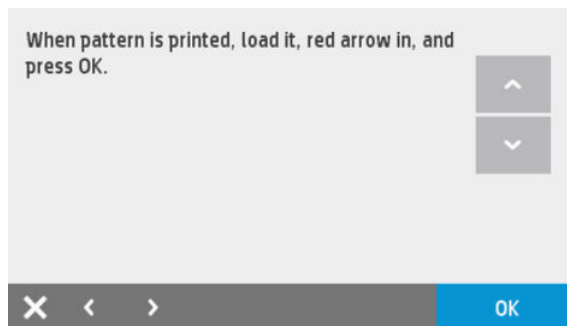 When pattern is printed, load it, red arrow in, and
press OK.
OK